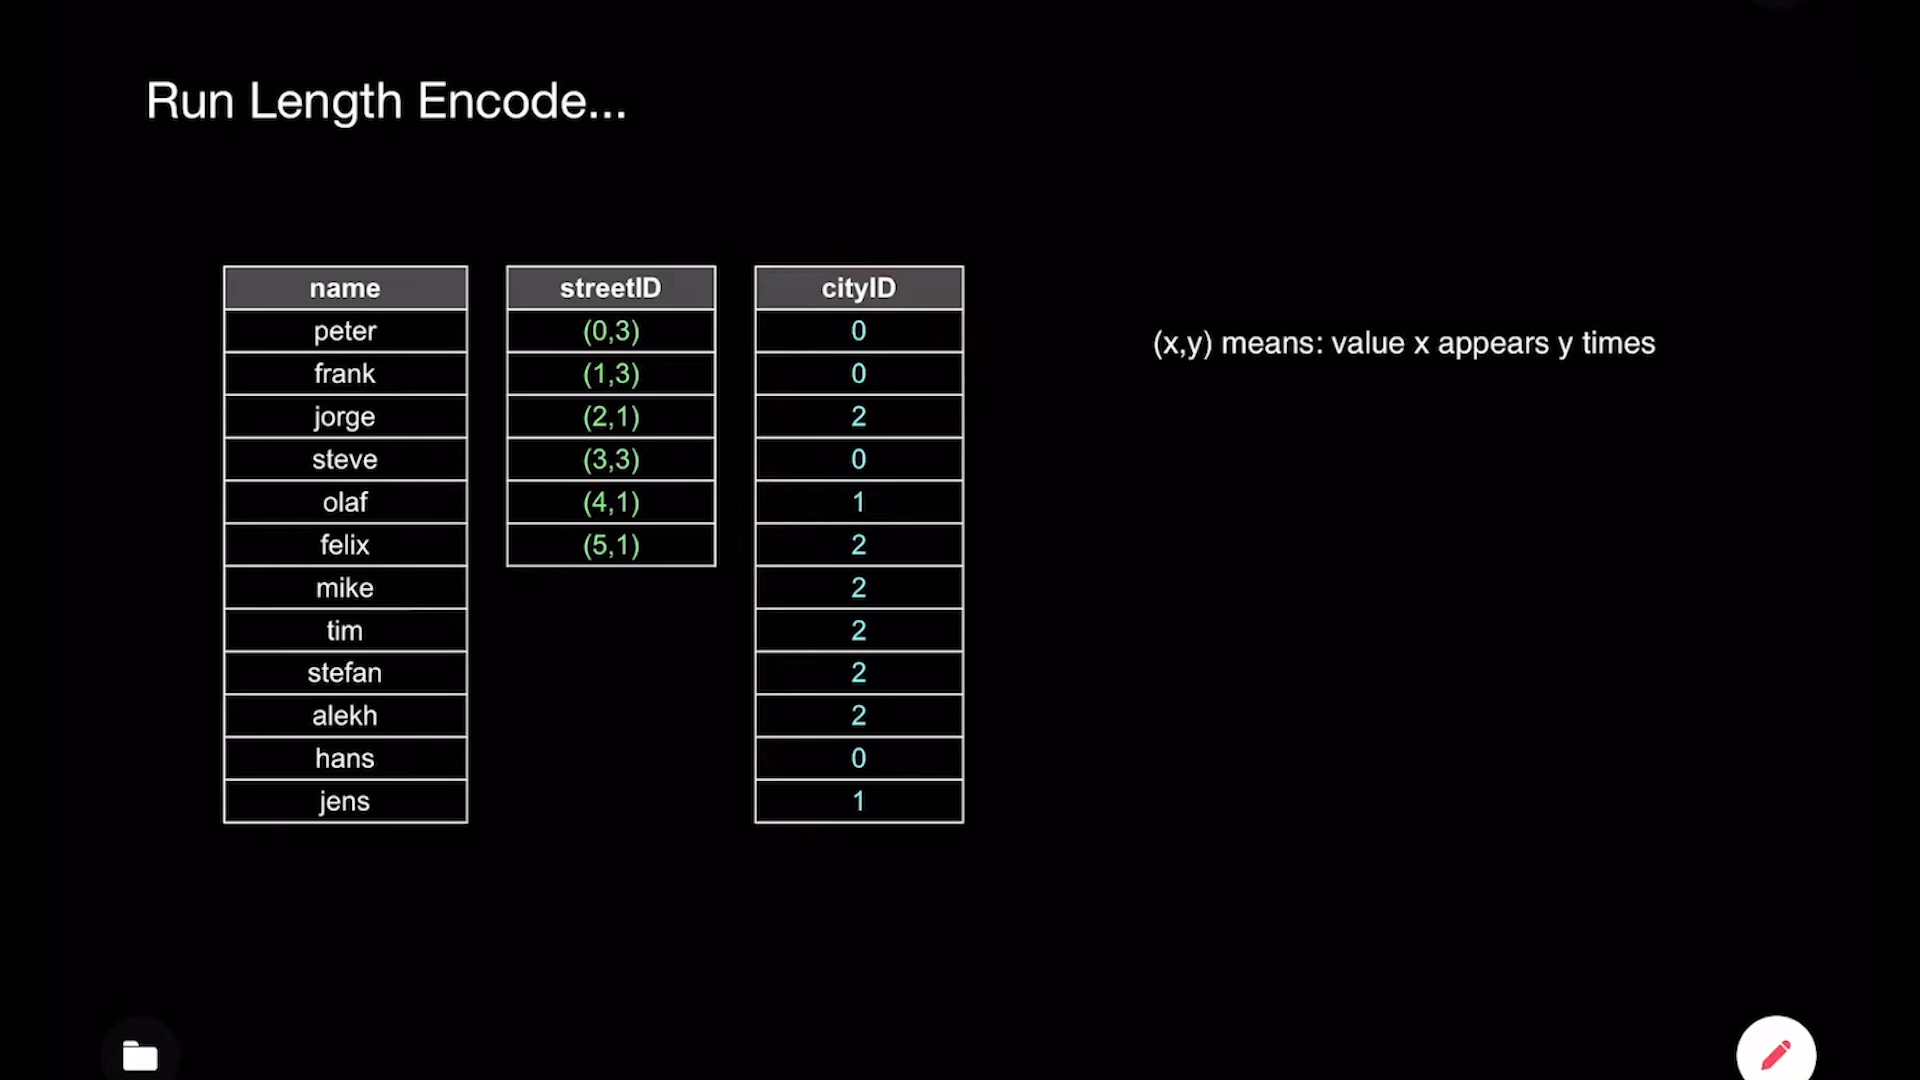 Run Length Encode...
name streetID cityID
peter (0,3) 0
(x,y) means: value x appears y times
frank (1,3) 0
jorge (2,1) 2
steve (3,3) 0
olaf (4,1) 1
felix (5,1) 2
mike 2
tim 2
stefan 2
alekh 2
hans 0
jens 1